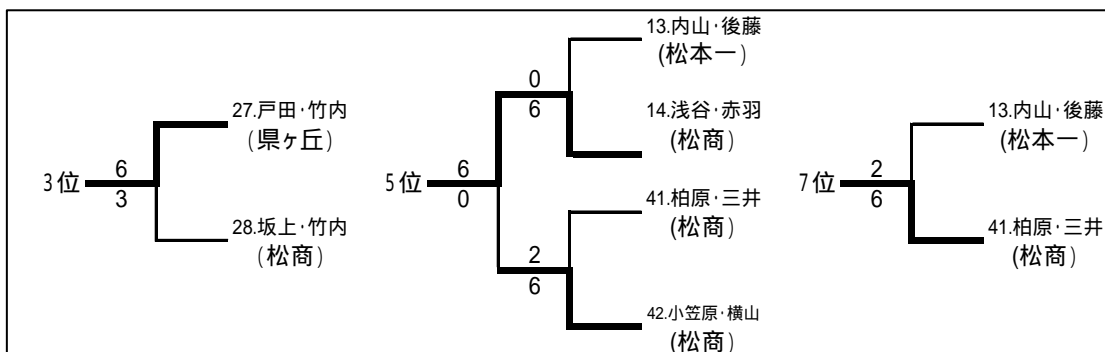 3位
6
3
27.戸田・竹内
(県ヶ丘)
28.坂上・竹内
(松商)
5位
6
0
0
6
2
6
13.内山・後藤
(松本一)
14.浅谷・赤羽
(松商)
41.柏原・三井
(松商)
42.小笠原・横山
(松商)
7位
2
6
13.内山・後藤
(松本一)
41.柏原・三井
(松商)